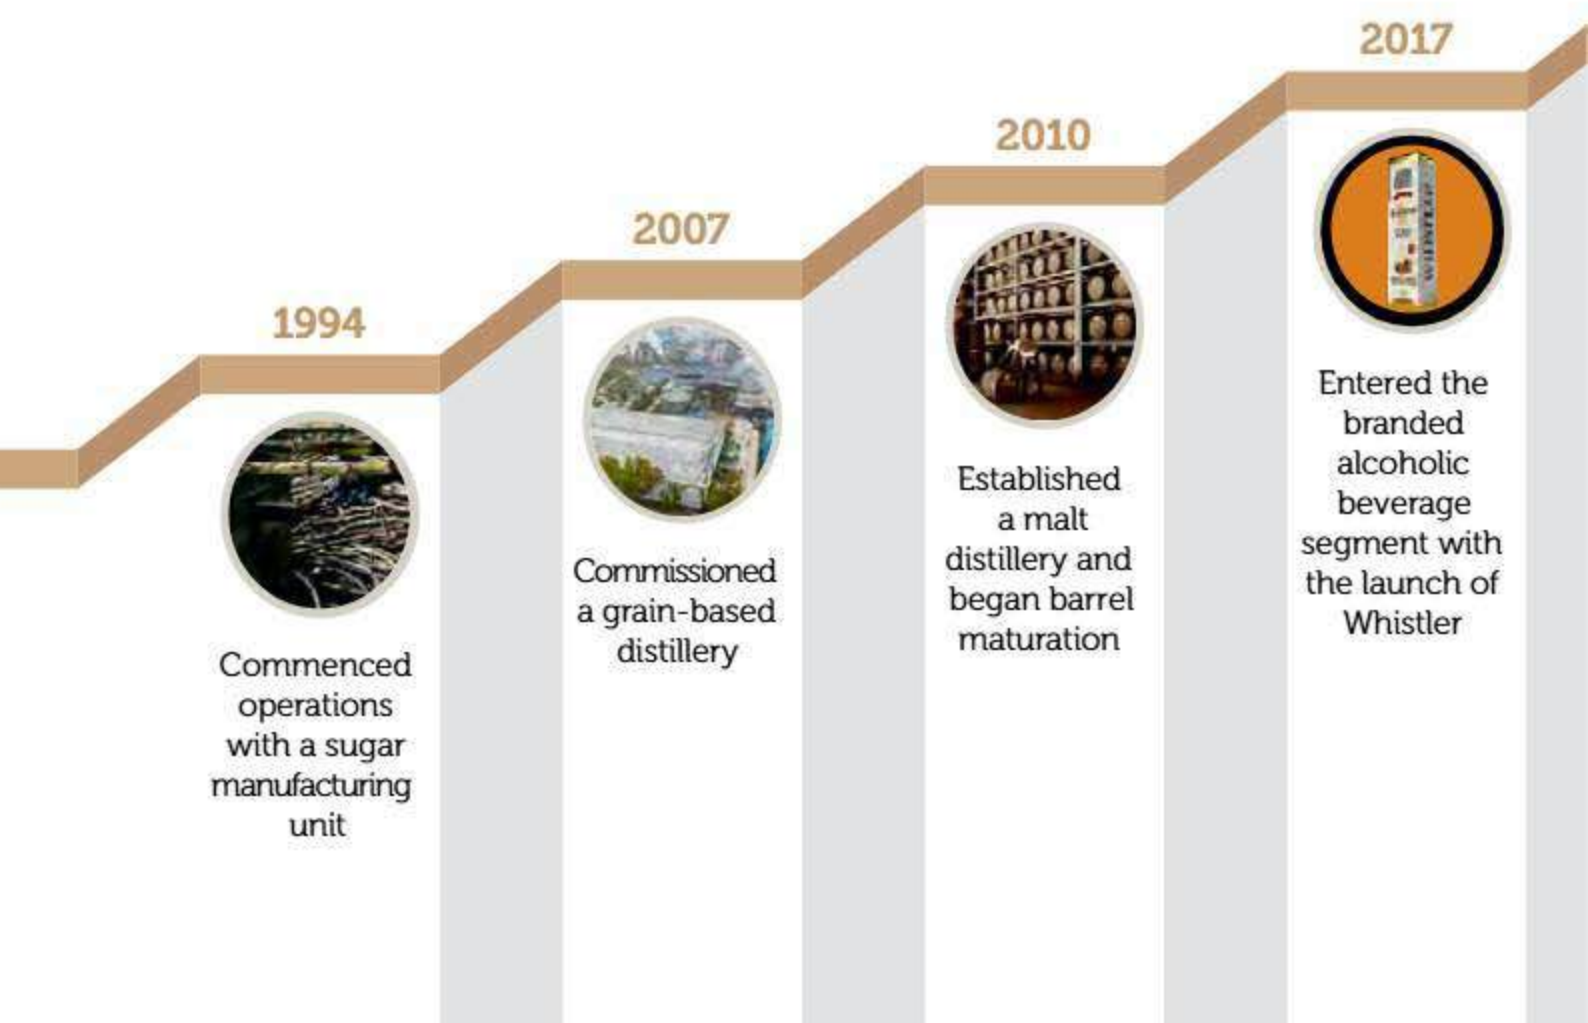 1994
Commenced
operations
with a sugar
manufacturing
unit
2007
Commissioned
a grain-based
distillery
2010
Established
a malt
distillery and
began barrel
maturation
2017
WHISTLER
Entered the
branded
alcoholic
beverage
segment with
the launch of
Whistler